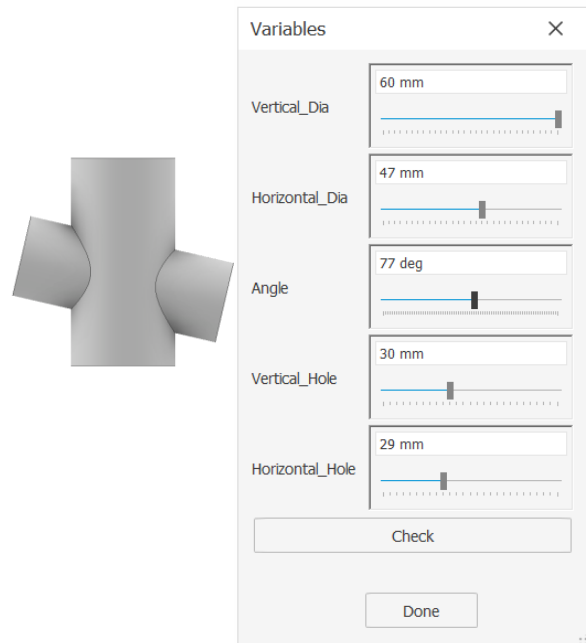 Variables
Vertical_Dia
60 mm
Horizontal_Dia
47 mm
Angle
77 deg
Vertical_Hole
30 mm
Horizontal_Hole
29 mm
Check
Done